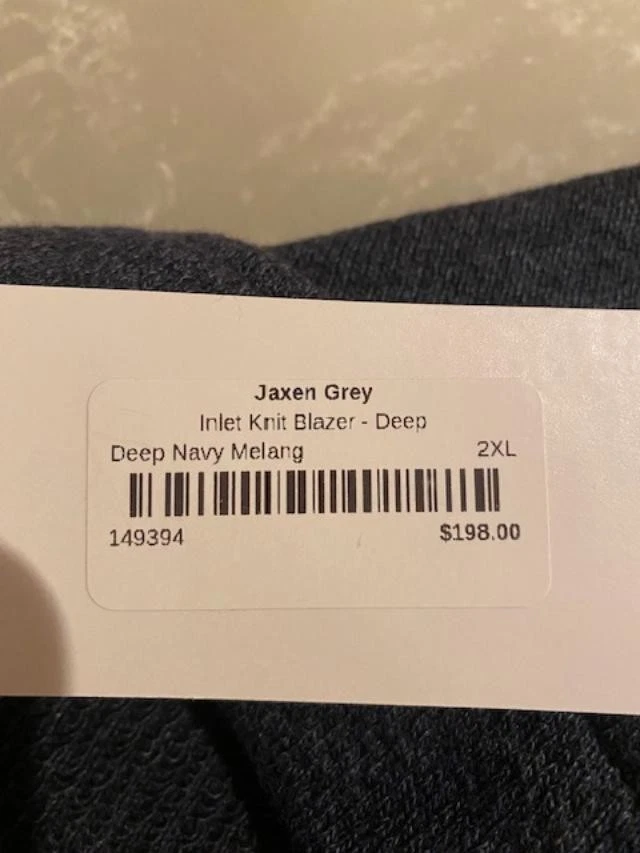 Jaxen Grey
Inlet Knit Blazer - Deep
Deep Navy Melang
2XL
149394
$198.00